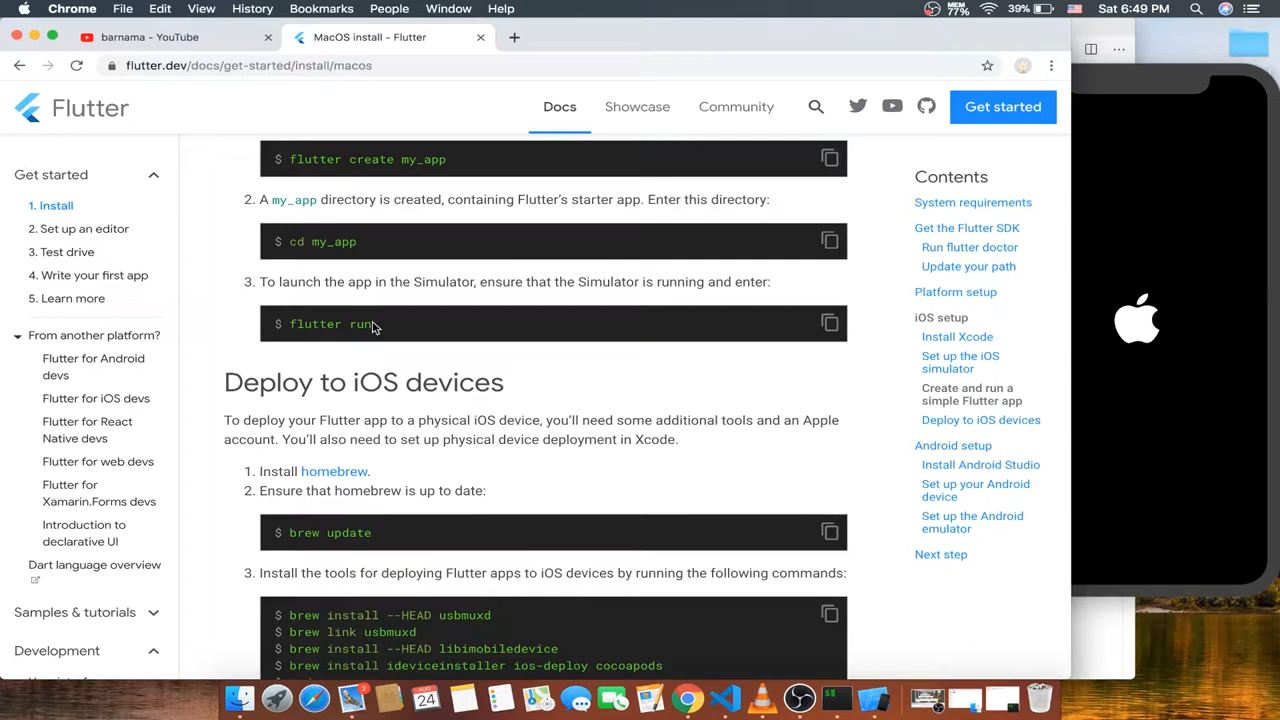 Chrome File Edit View History Bookmarks People Window Help
MEM 77% 39% Sat 6:49 PM
barnama - YouTube
MacOS install - Flutter
flutter.dev/docs/get-started/install/macos
Flutter
Docs Showcase Community Get started
Get started
1. Install
2. Set up an editor
3. Test drive
4. Write your first app
5. Learn more
From another platform?
Flutter for Android
devs
Flutter for iOS devs
Flutter for React
Native devs
Flutter for web devs
Flutter for
Xamarin.Forms devs
Introduction to
declarative UI
Dart language overview
Samples & tutorials
Development
$ flutter create my_app
2. A my_app directory is created, containing Flutter’s starter app. Enter this directory:
$ cd my_app
3. To launch the app in the Simulator, ensure that the Simulator is running and enter:
$ flutter run
Deploy to iOS devices
To deploy your Flutter app to a physical iOS device, you’ll need some additional tools and an Apple
account. You’ll also need to set up physical device deployment in Xcode.
1. Install homebrew.
2. Ensure that homebrew is up to date:
$ brew update
3. Install the tools for deploying Flutter apps to iOS devices by running the following commands:
$ brew install --HEAD usbmuxd
$ brew link usbmuxd
$ brew install --HEAD libimobiledevice
$ brew install ideviceinstaller ios-deploy cocoapods
Contents
System requirements
Get the Flutter SDK
Run flutter doctor
Update your path
Platform setup
iOS setup
Install Xcode
Set up the iOS
simulator
Create and run a
simple Flutter app
Deploy to iOS devices
Android setup
Install Android Studio
Set up your Android
device
Set up the Android
emulator
Next step
AUG
24
2